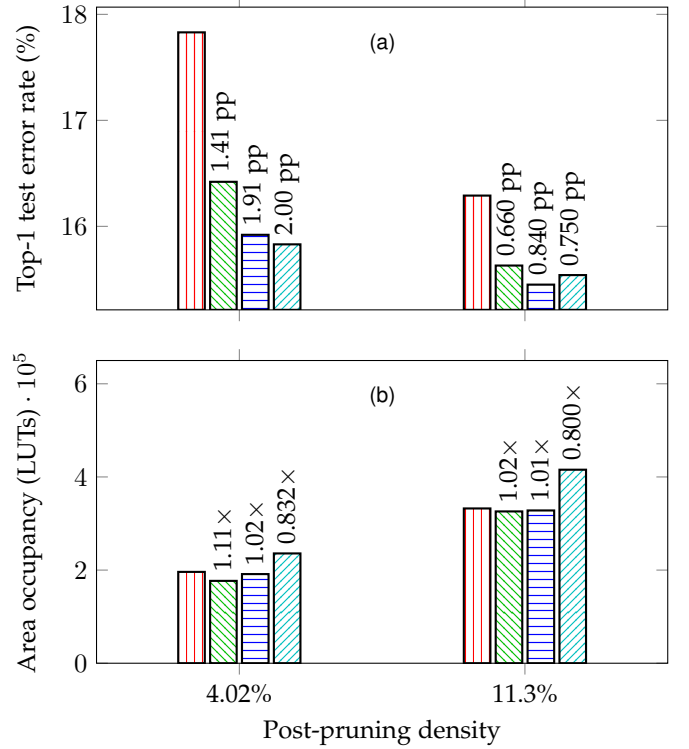 18
17
16
Top-1 test error rate (%)
(a)
1.41 pp
1.91 pp
2.00 pp
0.660 pp
0.840 pp
0.750 pp
6
4
2
0
Area occupancy (LUTs) · 10⁵
(b)
1.11×
1.02×
0.832×
1.02×
1.01×
0.800×
4.02%
11.3%
Post-pruning density